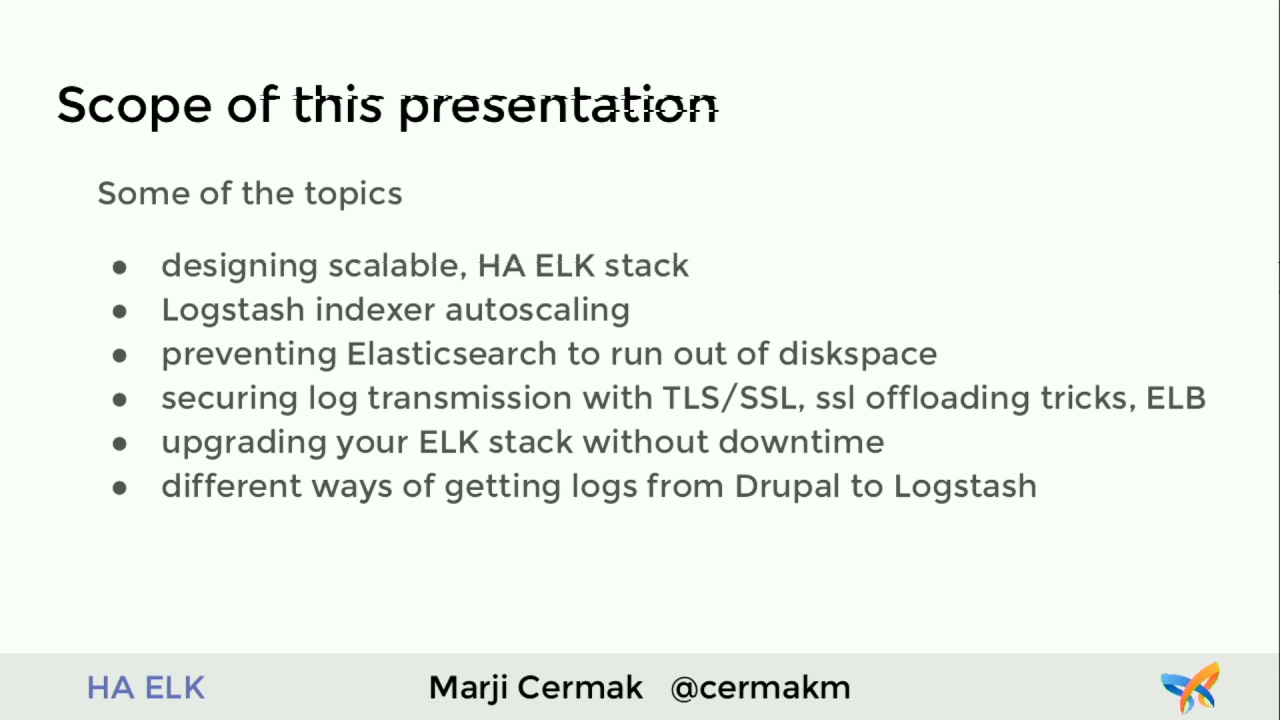 Scope of this presentation
Some of the topics
● designing scalable, HA ELK stack
● Logstash indexer autoscaling
● preventing Elasticsearch to run out of diskspace
● securing log transmission with TLS/SSL, ssl offloading tricks, ELB
● upgrading your ELK stack without downtime
● different ways of getting logs from Drupal to Logstash
HA ELK Marji Cermak @cermakm